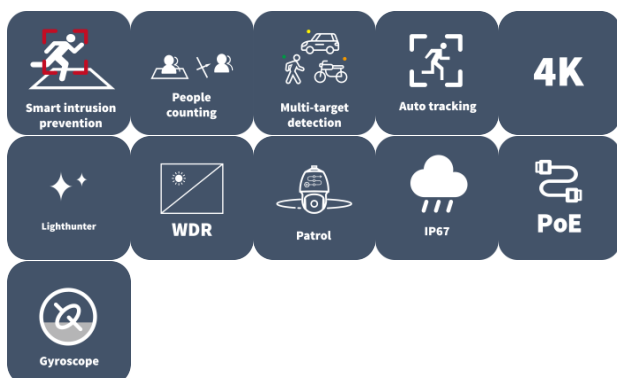 Smart intrusion
prevention
People
counting
Multi-target
detection
Auto tracking
4K
Lighthunter
WDR
Patrol
IP67
PoE
Gyroscope